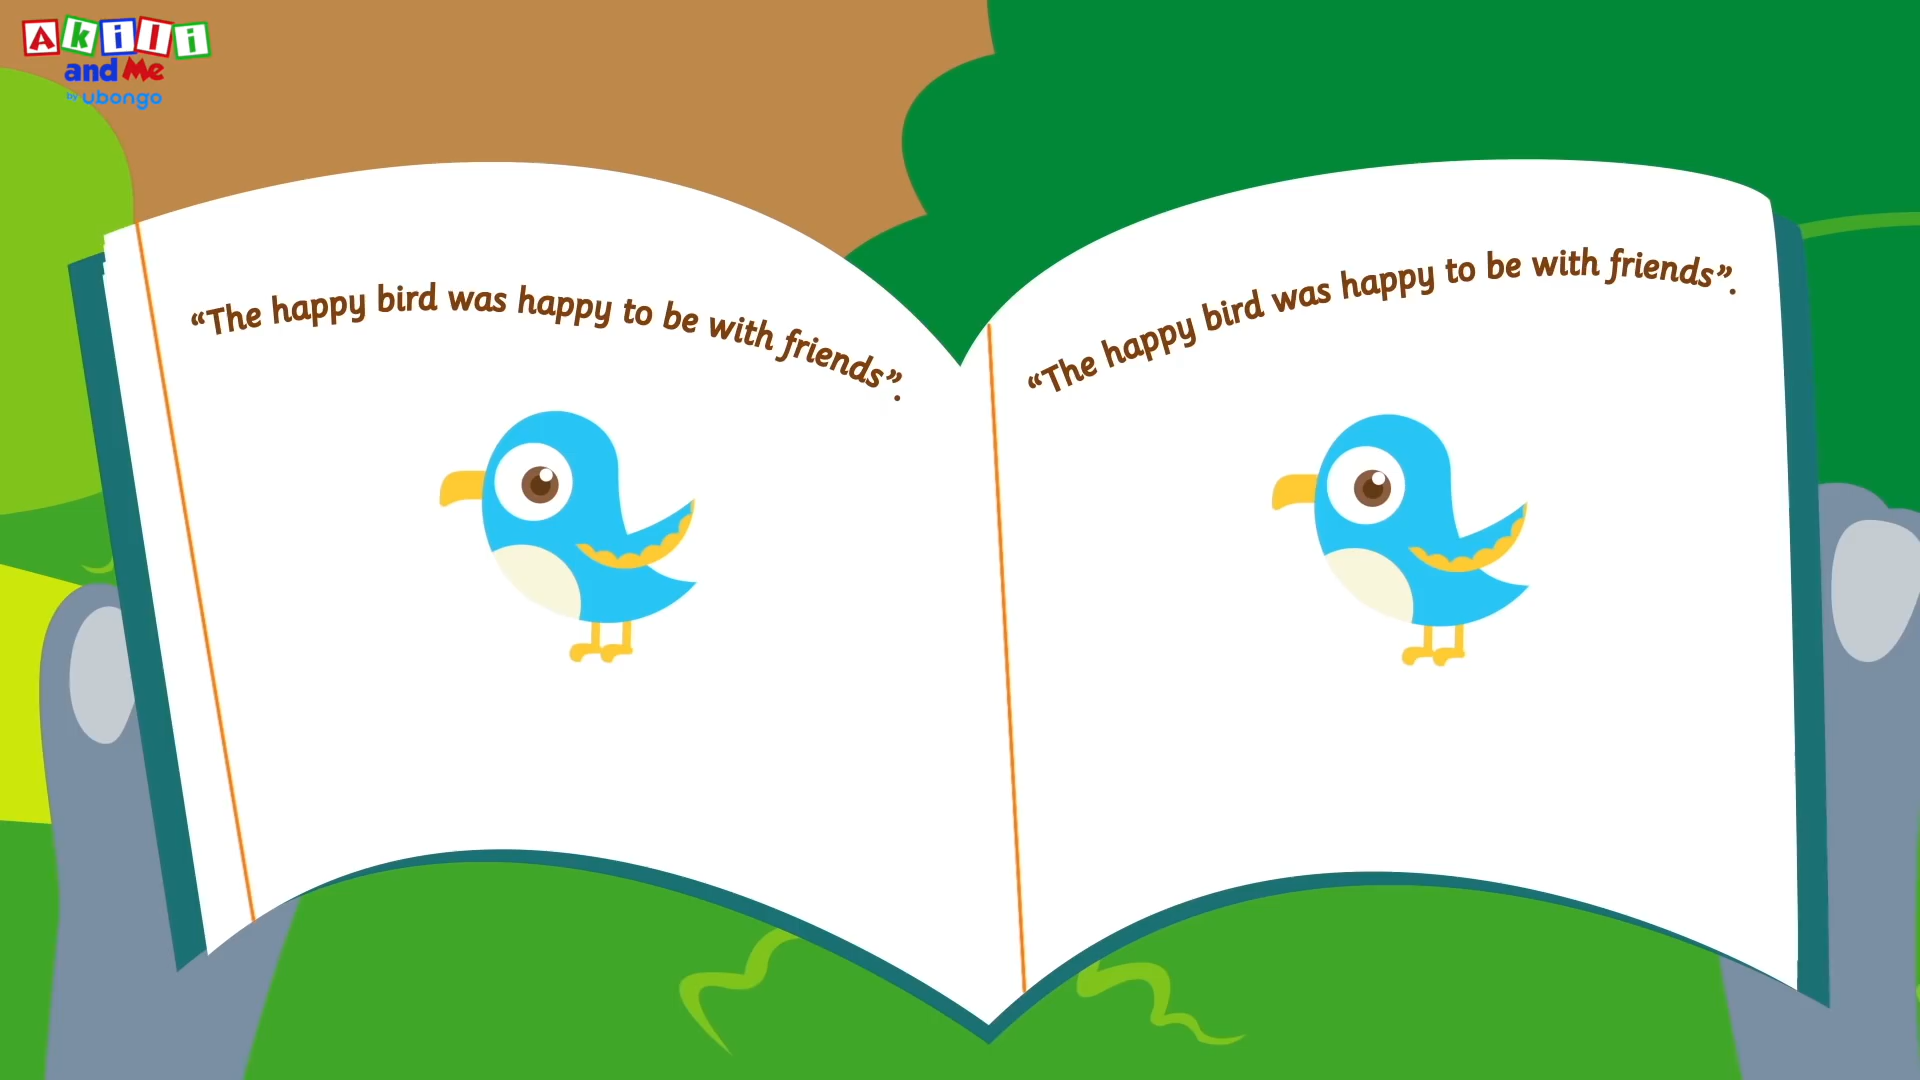 Akili
and Me
by ubongo
“The happy bird was happy to be with friends”.
“The happy bird was happy to be with friends”.